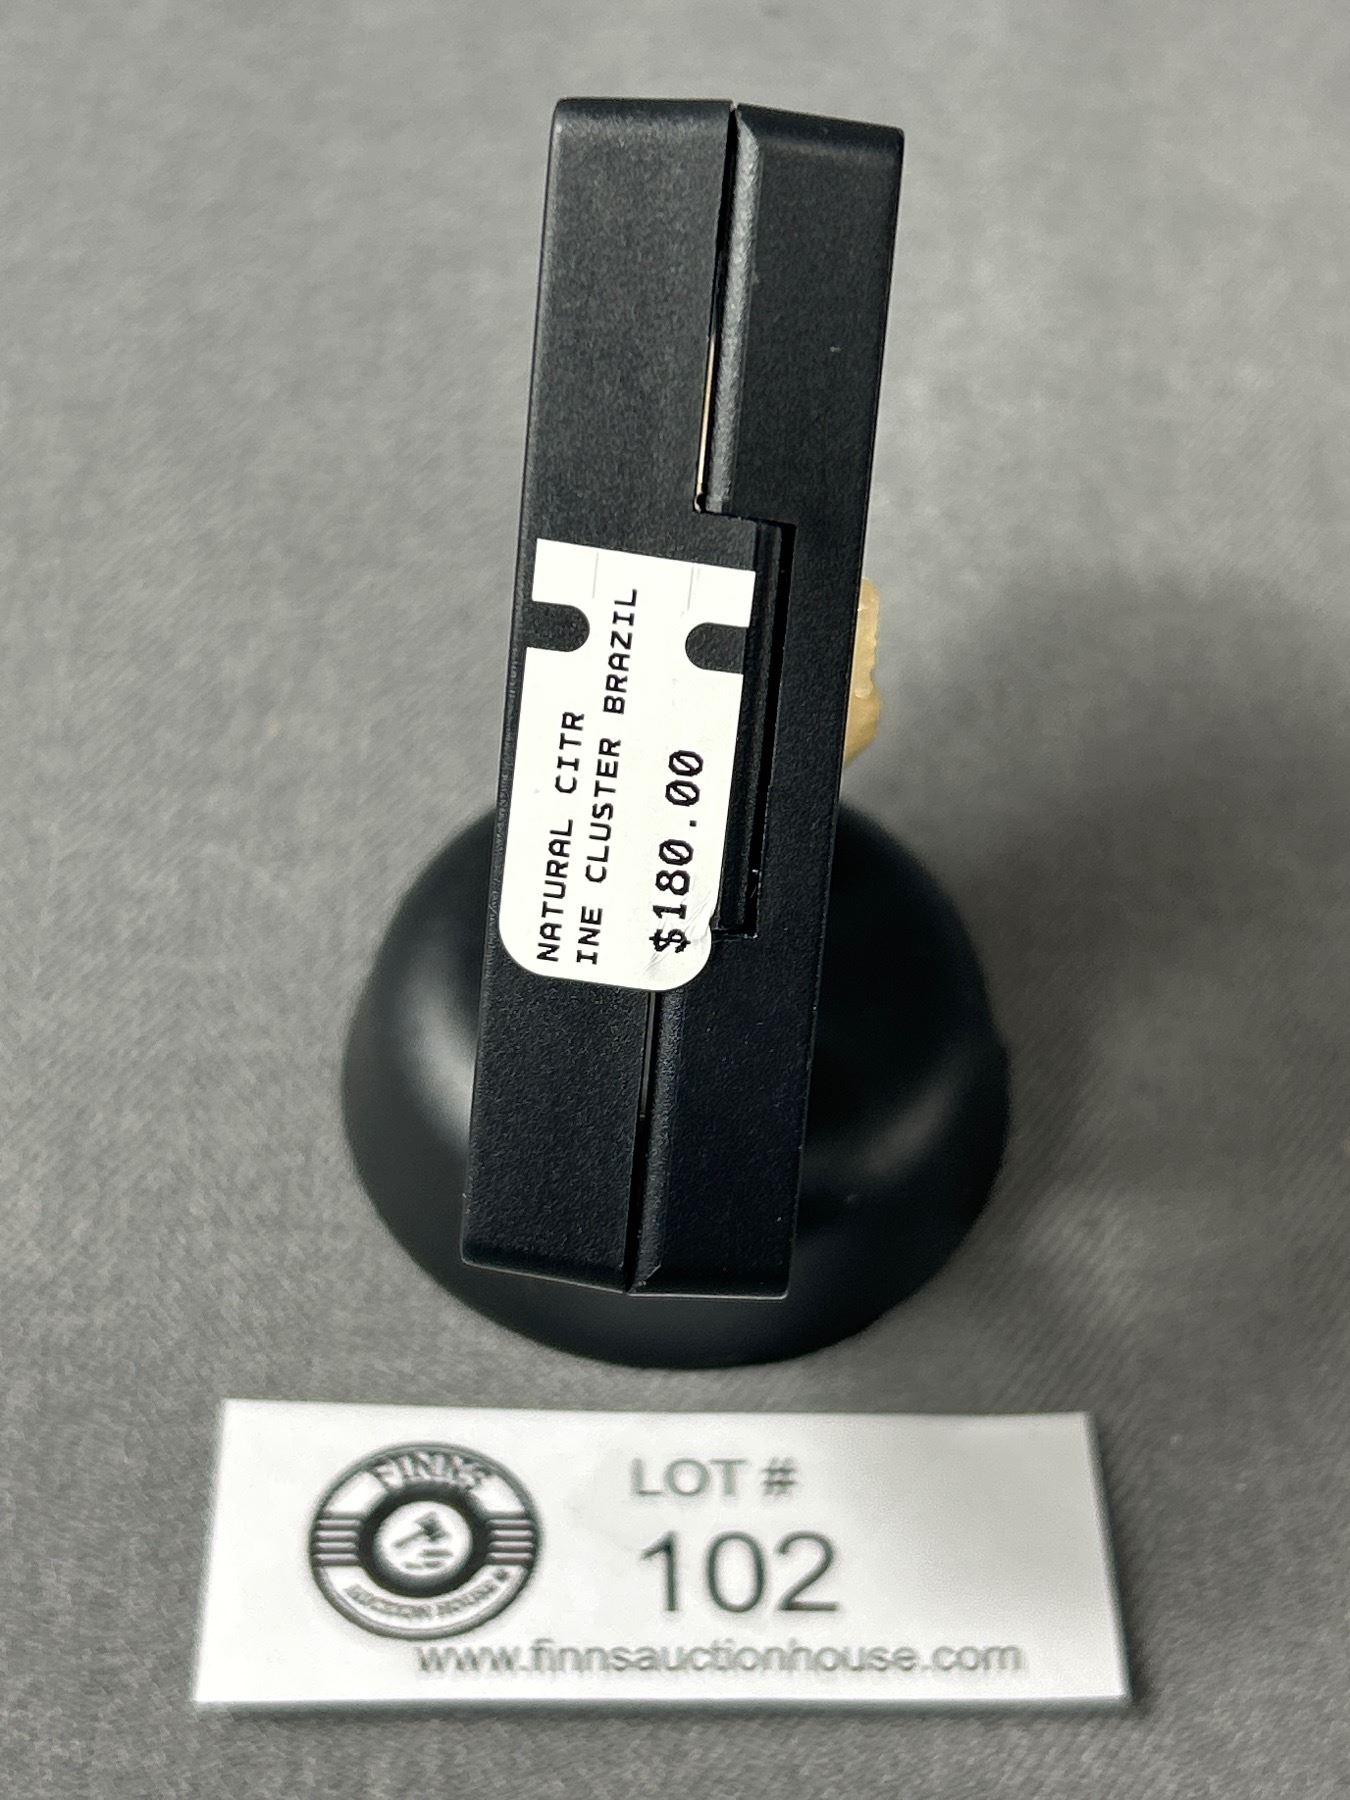 NATURAL CITR
INE CLUSTER BRAZIL
$180.00
FINNS
AUCTION HOUSE
LOT #
102
www.finnsauctionhouse.com